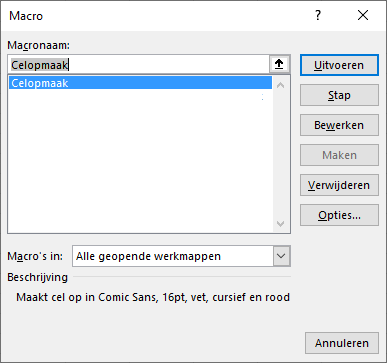 Macro
Macronaam:
Celopmaak
Uitvoeren
Celopmaak
Stap
Bewerken
Maken
Verwijderen
Opties...
Macro's in: Alle geopende werkmappen
Beschrijving
Maakt cel op in Comic Sans, 16pt, vet, cursief en rood
Annuleren